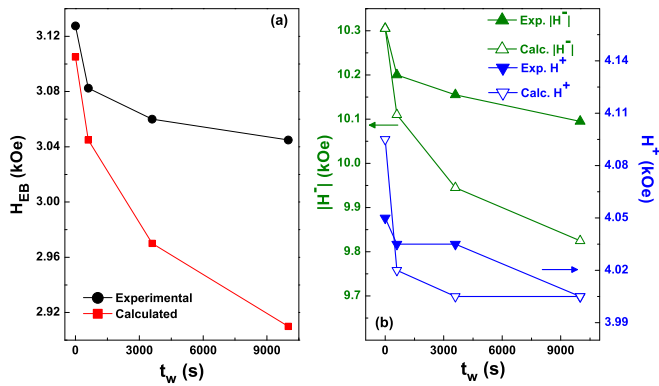 (a)
3.12
3.08
3.04
3.00
2.96
2.92
H_EB (kOe)
Experimental
Calculated
0 3000 6000 9000
t_w (s)
10.3
10.2
10.1
10.0
9.9
9.8
9.7
|H⁻| (kOe)
Exp. |H⁻|
Calc. |H⁻|
Exp. H⁺
Calc. H⁺
(b)
4.14
4.11
4.08
4.05
4.02
3.99
H⁺ (kOe)
0 3000 6000 9000
t_w (s)